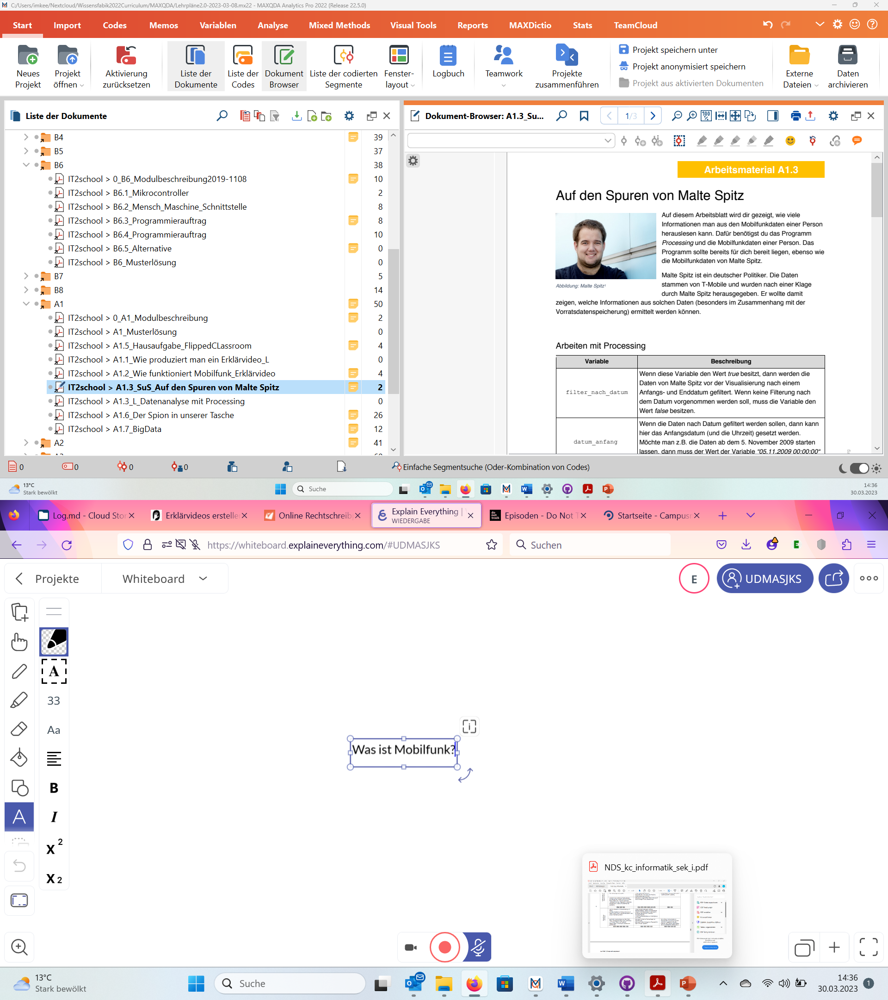 C:/Users/imkee/Nextcloud/Wissensfabik2022Curriculum/MAXQDA/Lehrpläne2.0-2023-03-08.mx22 - MAXQDA Analytics Pro 2022 (Release 22.5.0)
Start Import Codes Memos Variablen Analyse Mixed Methods Visual Tools Reports MAXDictio Stats TeamCloud
Neues Projekt
Projekt öffnen
Aktivierung zurücksetzen
Liste der Dokumente
Liste der Codes
Dokument Browser
Liste der codierten Segmente
Fenster-layout
Logbuch
Teamwork
Projekte zusammenführen
Projekt speichern unter
Projekt anonymisiert speichern
Projekt aus aktivierten Dokumenten
Externe Dateien
Daten archivieren
Liste der Dokumente
B4 39
B5 37
B6 38
IT2school > 0_B6_Modulbeschreibung2019-1108 10
IT2school > B6.1_Mikrocontroller 2
IT2school > B6.2_Mensch_Maschine_Schnittstelle 8
IT2school > B6.3_Programmierauftrag 8
IT2school > B6.4_Programmierauftrag 10
IT2school > B6.5_Alternative 0
IT2school > B6_Musterlösung 0
B7 5
B8 14
A1 50
IT2school > 0_A1_Modulbeschreibung 2
IT2school > A1_Musterlösung 0
IT2school > A1.5_Hausaufgabe_FlippedCLassroom 4
IT2school > A1.1_Wie produziert man ein Erklärvideo_L 0
IT2school > A1.2_Wie funktioniert Mobilfunk_Erklärvideo 4
IT2school > A1.3_SuS_Auf den Spuren von Malte Spitz 2
IT2school > A1.3_L_Datenanalyse mit Processing 0
IT2school > A1.6_Der Spion in unserer Tasche 26
IT2school > A1.7_BigData 12
A2 41
Dokument-Browser: A1.3_Su...
1/3
100%
Arbeitsmaterial A1.3
Auf den Spuren von Malte Spitz
Auf diesem Arbeitsblatt wird dir gezeigt, wie viele
Informationen man aus den Mobilfunkdaten einer Person
herauslesen kann. Dafür benötigst du das Programm
Processing und die Mobilfunkdaten einer Person. Das
Programm sollte bereits für dich bereit liegen, ebenso wie
die Mobilfunkdaten von Malte Spitz.
Malte Spitz ist ein deutscher Politiker. Die Daten
stammen von T-Mobile und wurden nach einer Klage
durch Malte Spitz herausgegeben. Er wollte damit
zeigen, welche Informationen aus solchen Daten (besonders im Zusammenhang mit der
Vorratsdatenspeicherung) ermittelt werden können.
Abbildung: Malte Spitz¹
Arbeiten mit Processing
Variable Beschreibung
filter_nach_datum
Wenn diese Variable den Wert true besitzt, dann werden die
Daten von Malte Spitz vor der Visualisierung nach einem
Anfangs- und Enddatum gefiltert. Wenn keine Filterung nach
dem Datum vorgenommen werden soll, muss die Variable den
Wert false besitzen.
datum_anfang
Wenn die Daten nach Datum gefiltert werden sollen, dann kann
hier das Anfangsdatum (und die Uhrzeit) gesetzt werden.
Möchte man z.B. die Daten ab dem 5. November 2009 starten
lassen, dann muss der Wert der Variable "05.11.2009 00:00:00"
0 0 0 0
Einfache Segmentsuche (Oder-Kombination von Codes)
13°C
Stark bewölkt
Suche
14:36
30.03.2023
Log.md - Cloud Stor
Erklärvideos erstelle
Online Rechtschreib
Explain Everything |
WIEDERGABE
Episoden - Do Not T
Startseite - Campus
do not track
https://whiteboard.explaineverything.com/#UDMASJKS
Suchen
Projekte Whiteboard
E UDMASJKS
A
33
Aa
B
A I
X²
X₂
Was ist Mobilfunk?
NDS_kc_informatik_sek_i.pdf
13°C
Stark bewölkt
Suche
14:36
30.03.2023
1